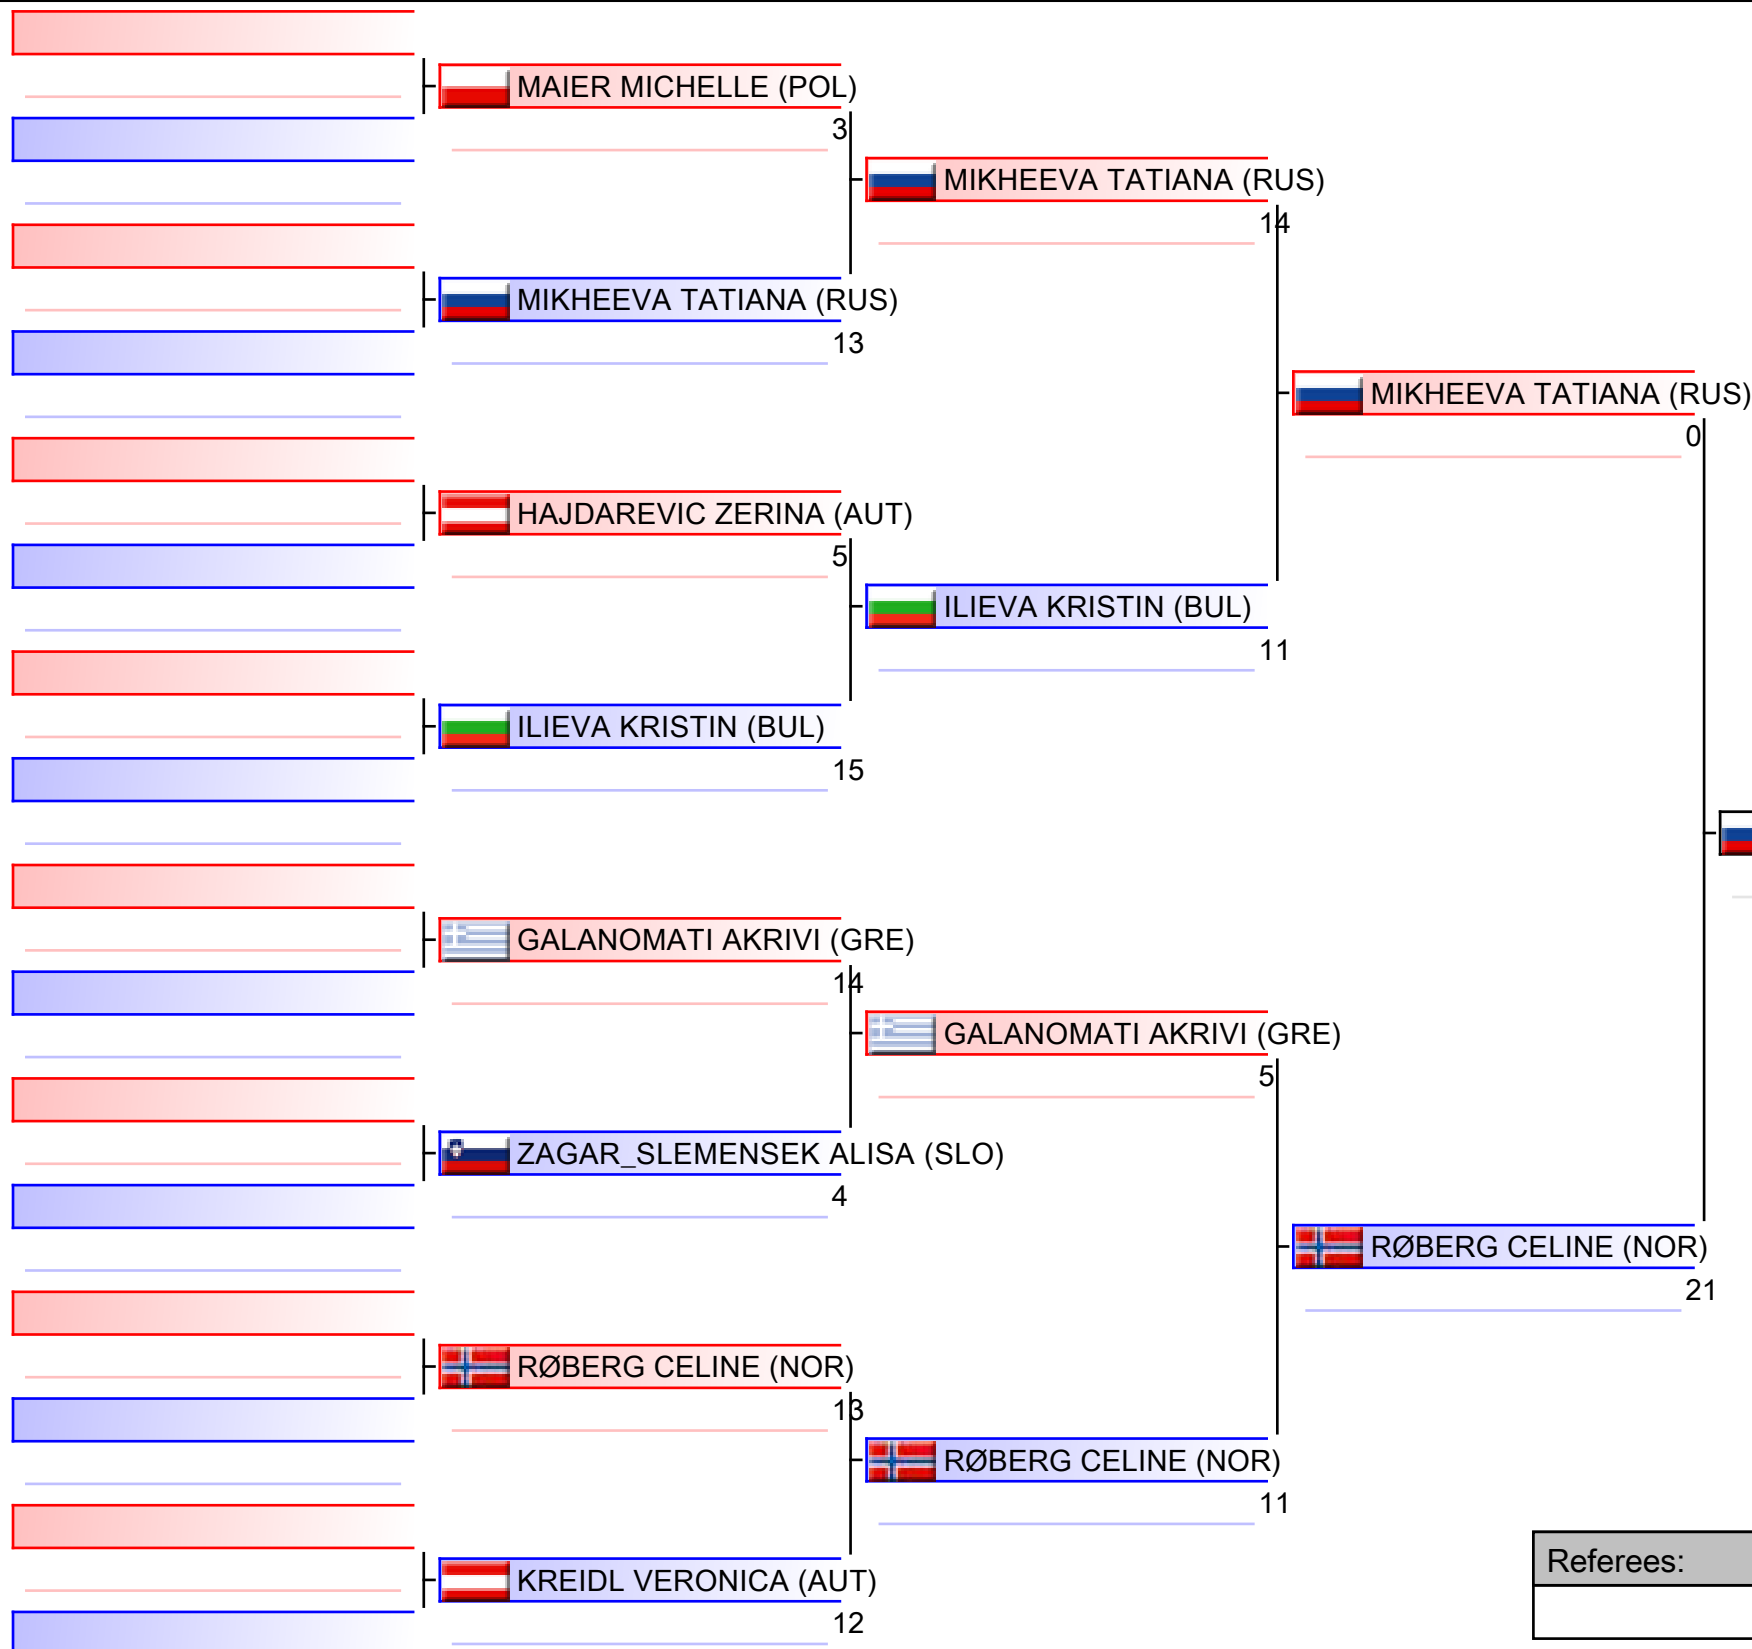 MAIER MICHELLE (POL)
3
MIKHEEVA TATIANA (RUS)
14
MIKHEEVA TATIANA (RUS)
13
MIKHEEVA TATIANA (RUS)
0
HAJDAREVIC ZERINA (AUT)
5
ILIEVA KRISTIN (BUL)
11
ILIEVA KRISTIN (BUL)
15
GALANOMATI AKRIVI (GRE)
14
GALANOMATI AKRIVI (GRE)
5
ZAGAR_SLEMENSEK ALISA (SLO)
4
RØBERG CELINE (NOR)
21
RØBERG CELINE (NOR)
13
RØBERG CELINE (NOR)
11
KREIDL VERONICA (AUT)
12
Referees: